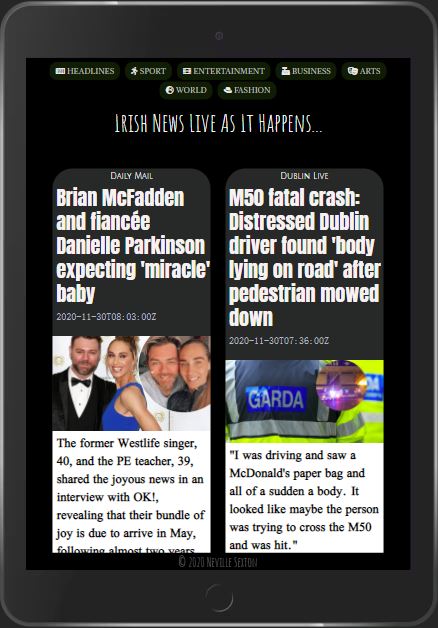 HEADLINES SPORT ENTERTAINMENT BUSINESS ARTS
WORLD FASHION
Irish News Live As It Happens...
Daily Mail
Brian McFadden
and fiancée
Danielle Parkinson
expecting 'miracle'
baby
2020-11-30T08:03:00Z
The former Westlife singer,
40, and the PE teacher, 39,
shared the joyous news in an
interview with OK!,
revealing that their bundle of
joy is due to arrive in May,
following almost two years
Dublin Live
M50 fatal crash:
Distressed Dublin
driver found 'body
lying on road' after
pedestrian mowed
down
2020-11-30T07:36:00Z
GARDA
"I was driving and saw a
McDonald's paper bag and
all of a sudden a body. It
looked like maybe the person
was trying to cross the M50
and was hit."
© 2020 Neville Sexton